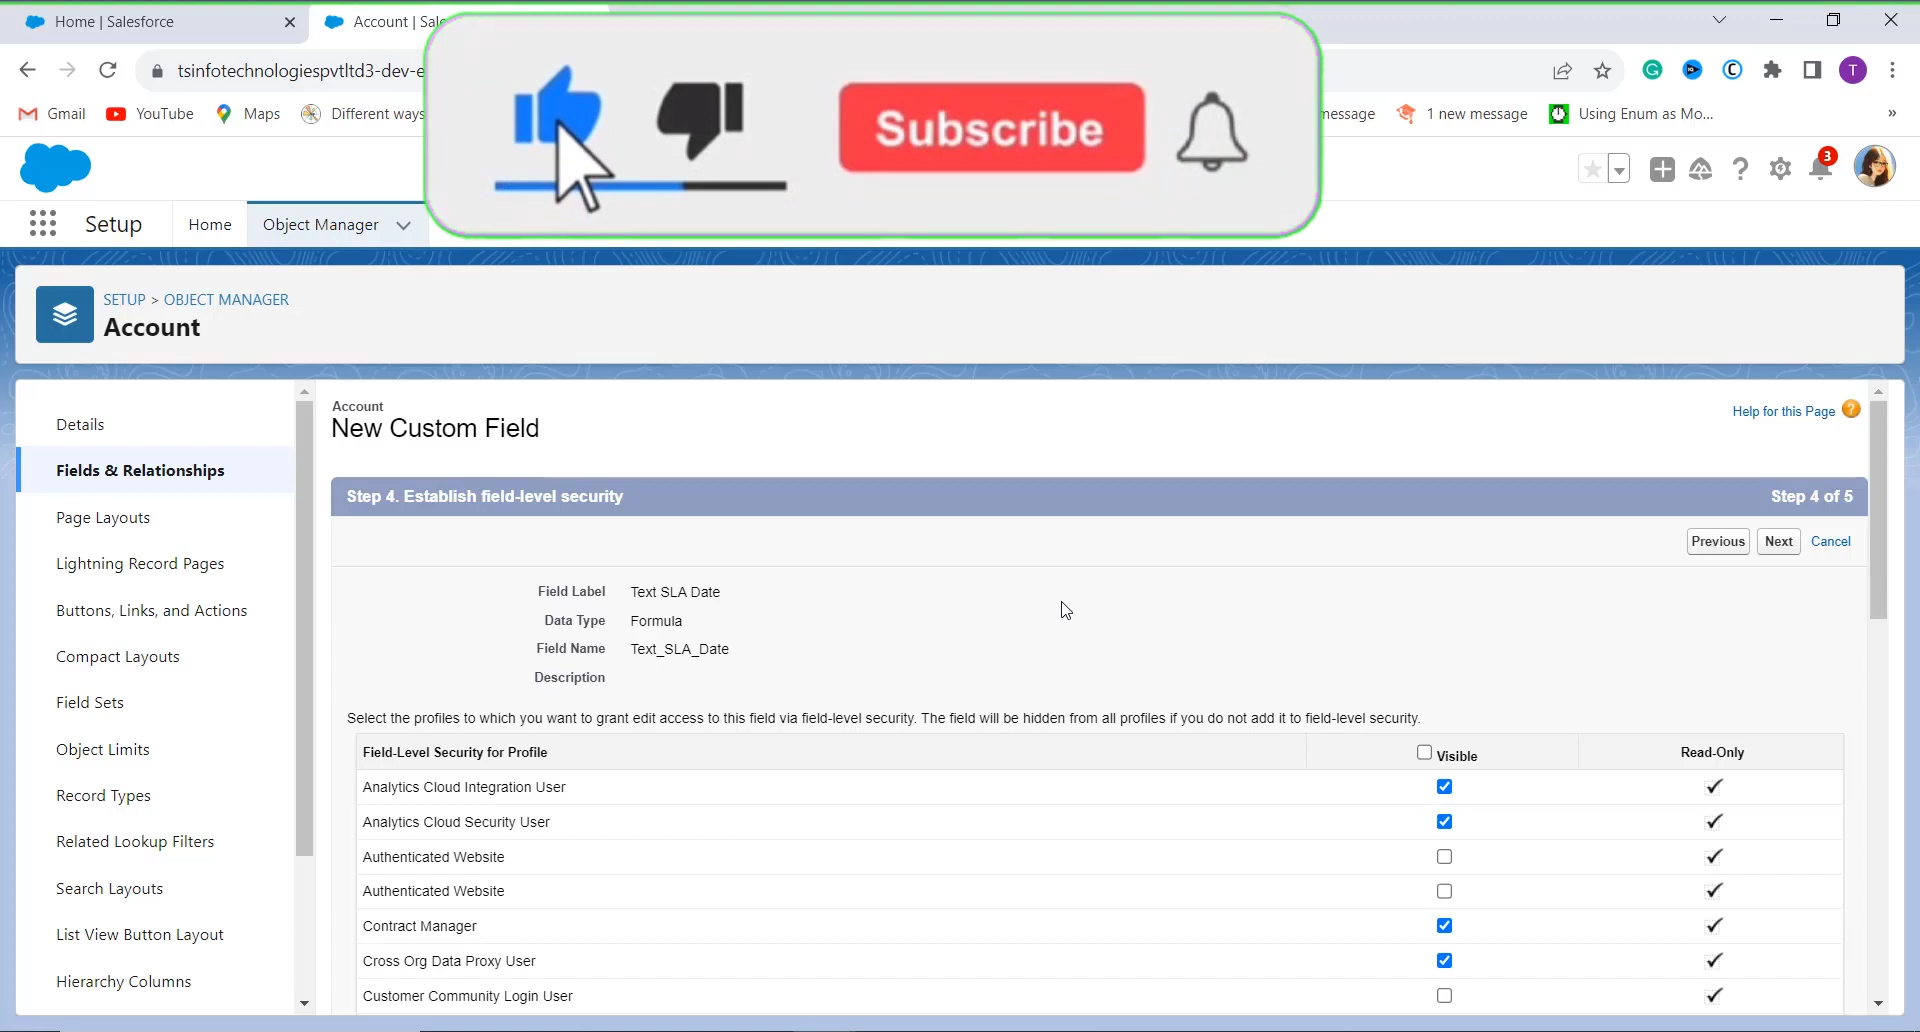 Home | Salesforce
Account | Sale
tsinfotechnologiespvtltd3-dev-e
Gmail
YouTube
Maps
Different ways
message
1 new message
Using Enum as Mo...
»
Subscribe
3
Setup
Home
Object Manager
SETUP > OBJECT MANAGER
Account
Details
Fields & Relationships
Page Layouts
Lightning Record Pages
Buttons, Links, and Actions
Compact Layouts
Field Sets
Object Limits
Record Types
Related Lookup Filters
Search Layouts
List View Button Layout
Hierarchy Columns
Account
New Custom Field
Help for this Page ?
Step 4. Establish field-level security
Step 4 of 5
Previous Next Cancel
Field Label Text SLA Date
Data Type Formula
Field Name Text_SLA_Date
Description
Select the profiles to which you want to grant edit access to this field via field-level security. The field will be hidden from all profiles if you do not add it to field-level security.
Field-Level Security for Profile Visible Read-Only
Analytics Cloud Integration User
Analytics Cloud Security User
Authenticated Website
Authenticated Website
Contract Manager
Cross Org Data Proxy User
Customer Community Login User